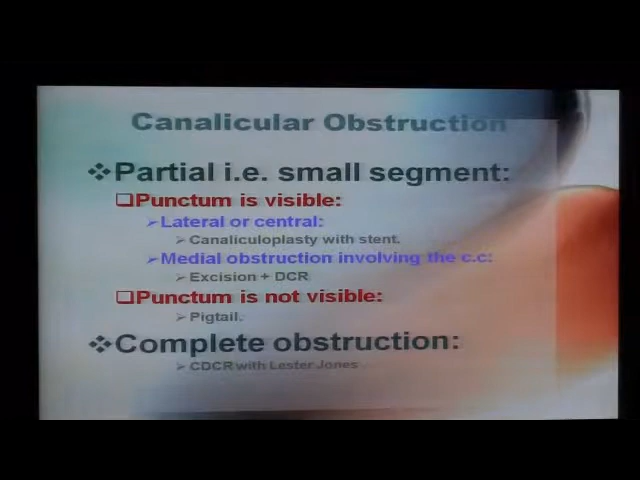 Canalicular Obstruction
❖Partial i.e. small segment:
❑Punctum is visible:
➢Lateral or central:
➢Canaliculoplasty with stent.
➢Medial obstruction involving the c.c:
➢Excision + DCR
❑Punctum is not visible:
➢Pigtail.
❖Complete obstruction:
➢CDCR with Lester Jones